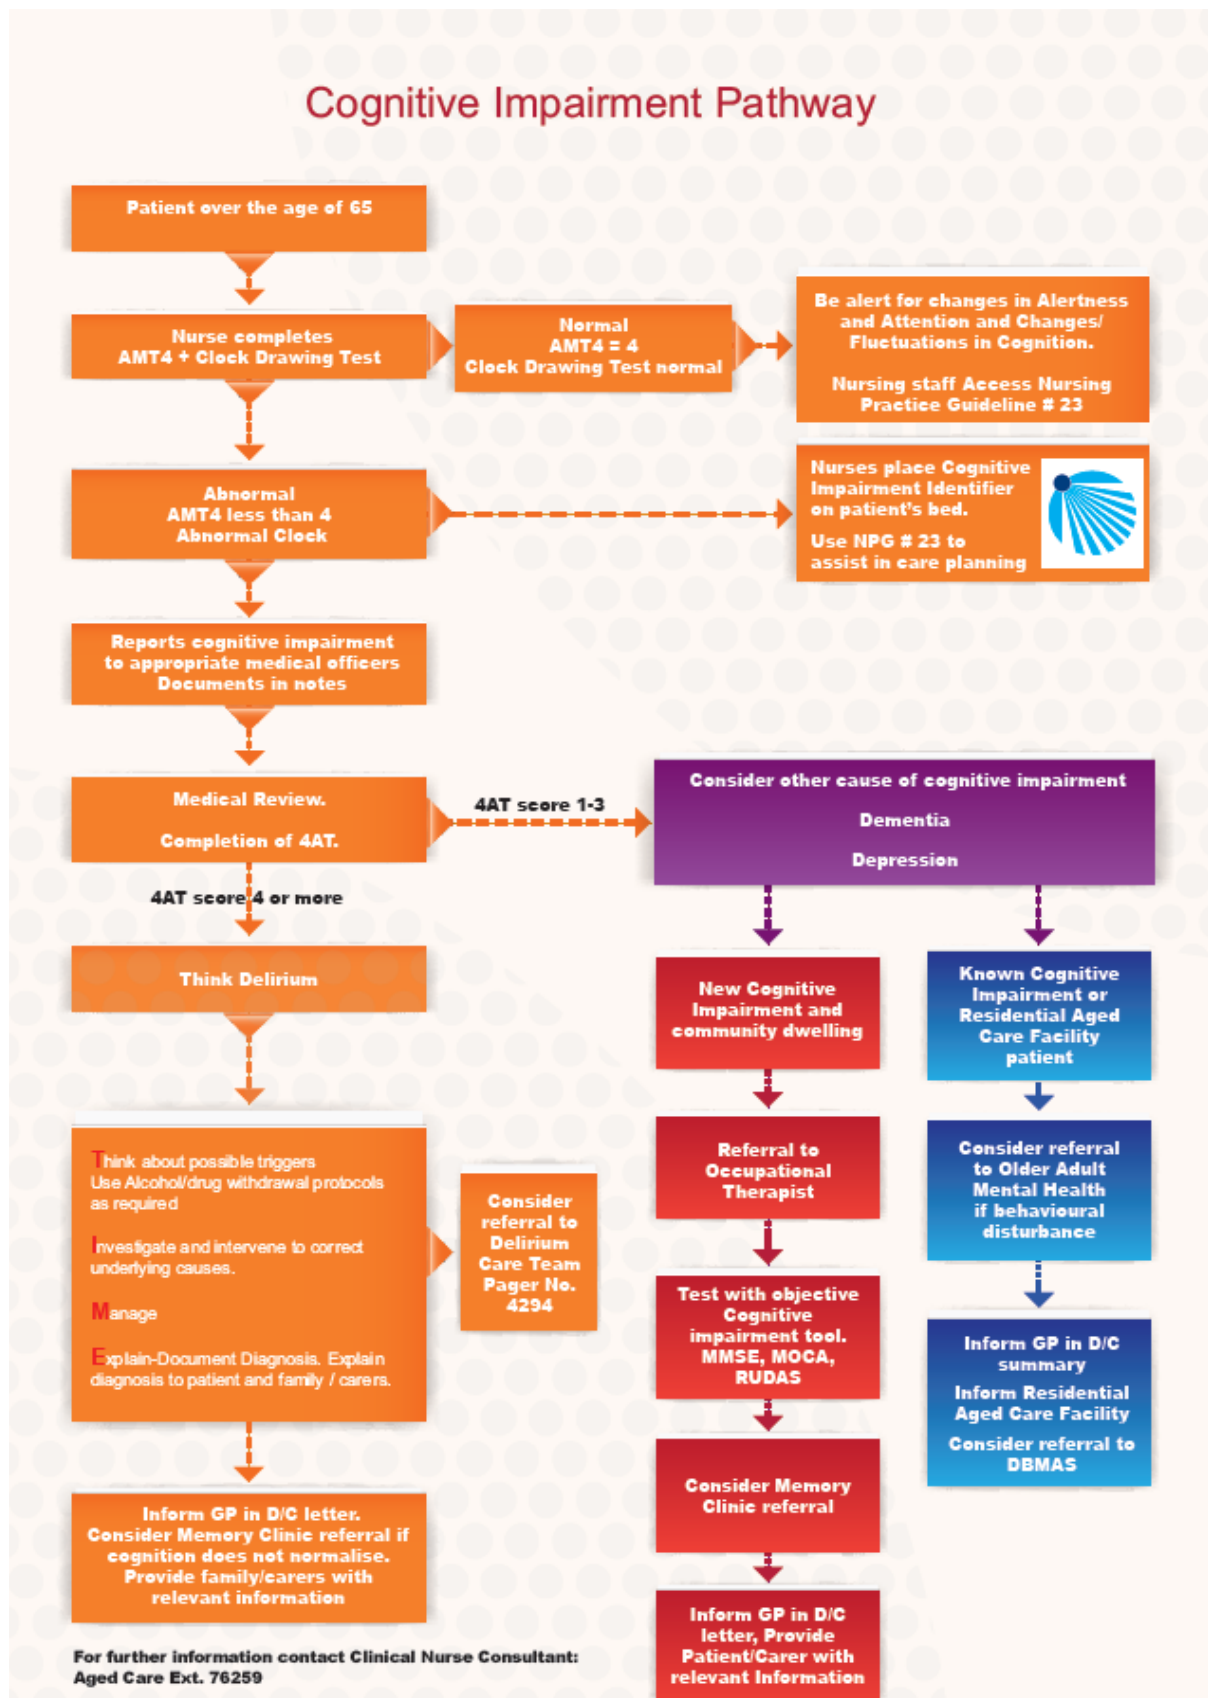 Cognitive Impairment Pathway
Patient over the age of 65
Nurse completes
AMT4 + Clock Drawing Test
Normal
AMT4 = 4
Clock Drawing Test normal
Be alert for changes in Alertness
and Attention and Changes/
Fluctuations in Cognition.
Nursing staff Access Nursing
Practice Guideline # 23
Abnormal
AMT4 less than 4
Abnormal Clock
Nurses place Cognitive
Impairment Identifier
on patient's bed.
Use NPG # 23 to
assist in care planning
Reports cognitive impairment
to appropriate medical officers
Documents in notes
Medical Review.
Completion of 4AT.
4AT score 1-3
Consider other cause of cognitive impairment
Dementia
Depression
4AT score 4 or more
Think Delirium
Think about possible triggers
Use Alcohol/drug withdrawal protocols
as required
Investigate and intervene to correct
underlying causes.
Manage
Explain-Document Diagnosis. Explain
diagnosis to patient and family / carers.
Consider
referral to
Delirium
Care Team
Pager No.
4294
Inform GP in D/C letter.
Consider Memory Clinic referral if
cognition does not normalise.
Provide family/carers with
relevant information
New Cognitive
Impairment and
community dwelling
Referral to
Occupational
Therapist
Test with objective
Cognitive
impairment tool.
MMSE, MOCA,
RUDAS
Consider Memory
Clinic referral
Inform GP in D/C
letter, Provide
Patient/Carer with
relevant Information
Known Cognitive
Impairment or
Residential Aged
Care Facility
patient
Consider referral
to Older Adult
Mental Health
if behavioural
disturbance
Inform GP in D/C
summary
Inform Residential
Aged Care Facility
Consider referral to
DBMAS
For further information contact Clinical Nurse Consultant:
Aged Care Ext. 76259